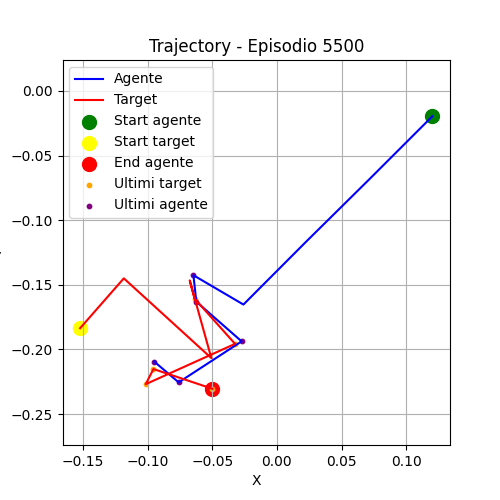 Trajectory - Episodio 5500
Agente
Target
Start agente
Start target
End agente
Ultimi target
Ultimi agente
0.00
−0.05
−0.10
−0.15
−0.20
−0.25
−0.15
−0.10
−0.05
0.00
0.05
0.10
X